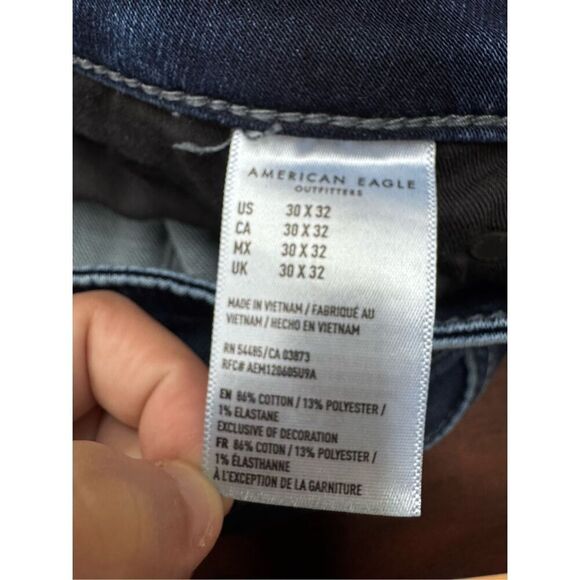 AMERICAN EAGLE
OUTFITTERS
US 30 X 32
CA 30 X 32
MX 30 X 32
UK 30 X 32
MADE IN VIETNAM / FABRIQUÉ AU
VIETNAM / HECHO EN VIETNAM
RN 54485/CA 03873
RFC# AEM120605U9A
EN 86% COTTON / 13% POLYESTER /
1% ELASTANE
EXCLUSIVE OF DECORATION
FR 86% COTON / 13% POLYESTER /
1% ÉLASTHANNE
À L'EXCEPTION DE LA GARNITURE